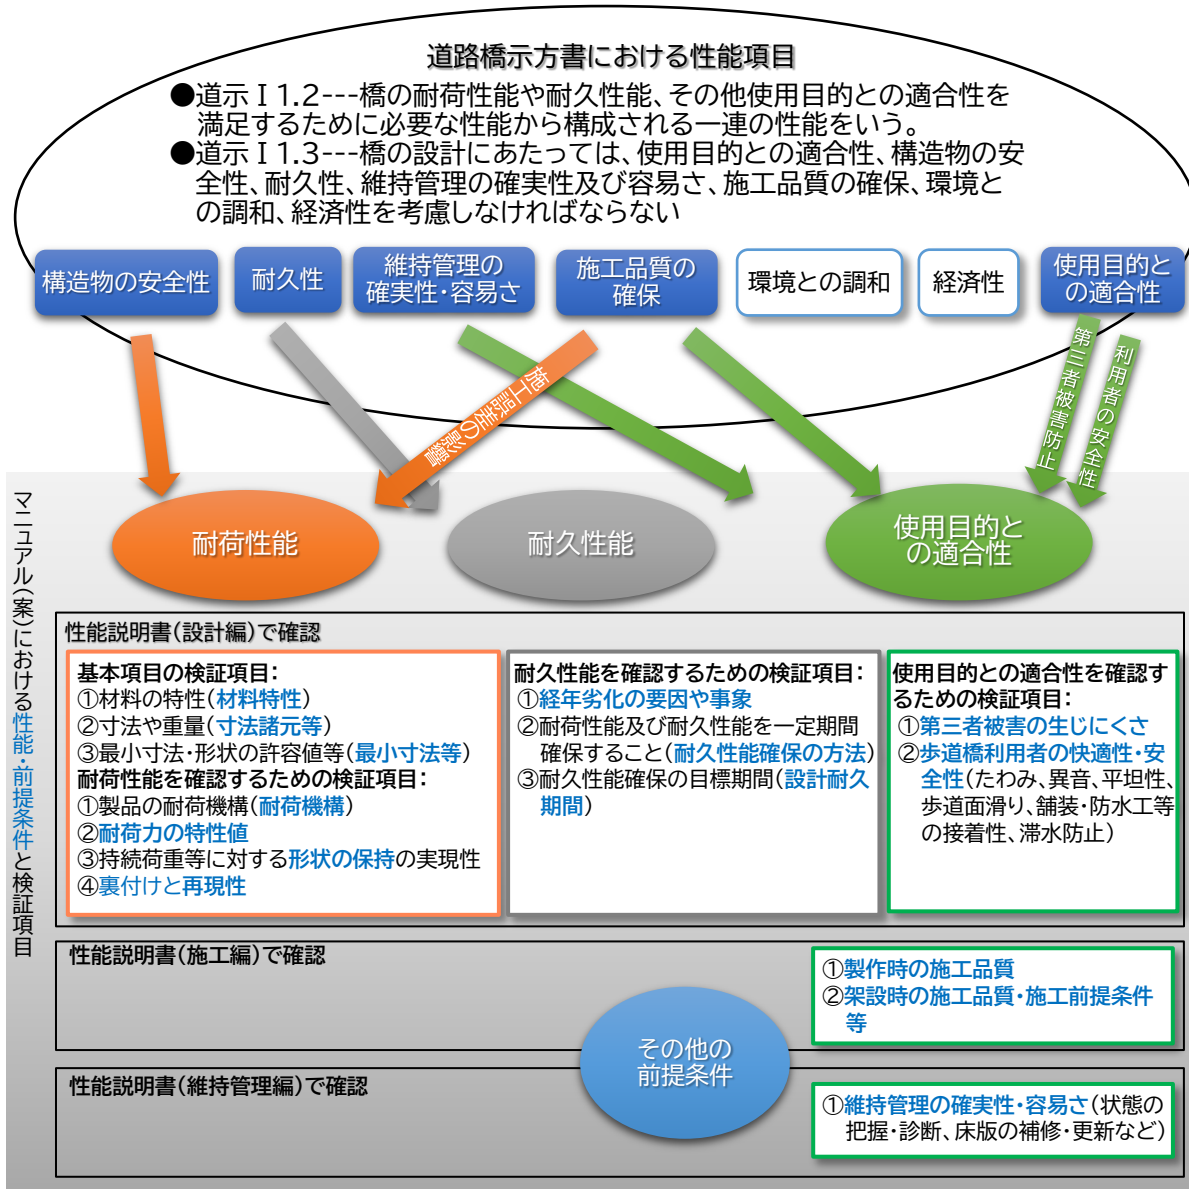 道路橋示方書における性能項目
●道示Ⅰ1.2---橋の耐荷性能や耐久性能、その他使用目的との適合性を
満足するために必要な性能から構成される一連の性能をいう。
●道示Ⅰ1.3---橋の設計にあたっては、使用目的との適合性、構造物の安
全性、耐久性、維持管理の確実性及び容易さ、施工品質の確保、環境と
の調和、経済性を考慮しなければならない
構造物の安全性
耐久性
維持管理の
確実性・容易さ
施工品質の
確保
環境との調和
経済性
使用目的と
の適合性
施工誤差の影響
第三者被害防止
利用者の安全性
マニュアル(案)における性能・前提条件と検証項目
耐荷性能
耐久性能
使用目的と
の適合性
性能説明書(設計編)で確認
基本項目の検証項目:
①材料の特性(材料特性)
②寸法や重量(寸法諸元等)
③最小寸法・形状の許容値等(最小寸法等)
耐荷性能を確認するための検証項目:
①製品の耐荷機構(耐荷機構)
②耐荷力の特性値
③持続荷重等に対する形状の保持の実現性
④裏付けと再現性
耐久性能を確認するための検証項目:
①経年劣化の要因や事象
②耐荷性能及び耐久性能を一定期間
確保すること(耐久性能確保の方法)
③耐久性能確保の目標期間(設計耐久
期間)
使用目的との適合性を確認す
るための検証項目:
①第三者被害の生じにくさ
②歩道橋利用者の快適性・安
全性(たわみ、異音、平坦性、
歩道面滑り、舗装・防水工等
の接着性、滞水防止)
性能説明書(施工編)で確認
①製作時の施工品質
②架設時の施工品質・施工前提条件
等
その他の
前提条件
性能説明書(維持管理編)で確認
①維持管理の確実性・容易さ(状態の
把握・診断、床版の補修・更新など)